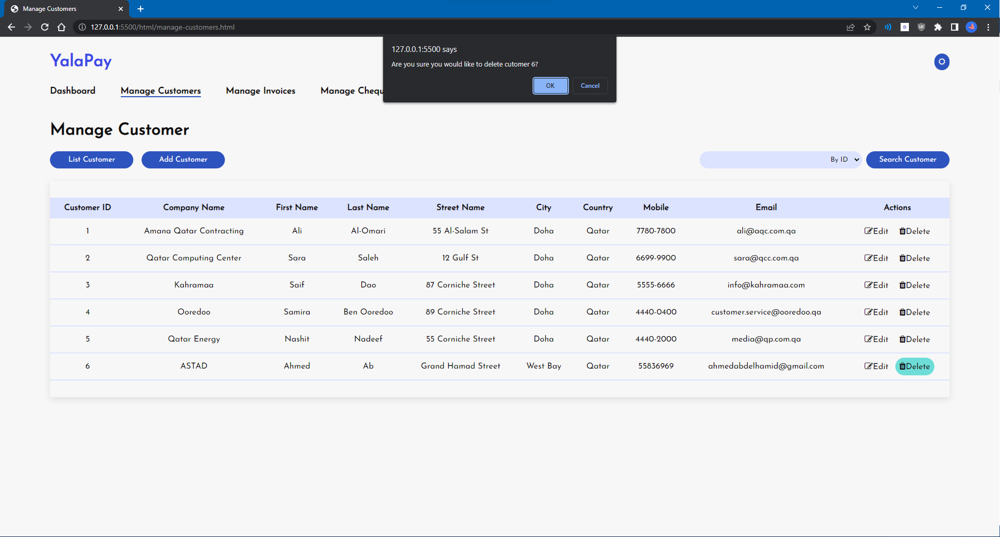 Manage Customers
127.0.0.1:5500/html/manage-customers.html
127.0.0.1:5500 says
Are you sure you would like to delete cutomer 6?
OK Cancel
YalaPay
Dashboard Manage Customers Manage Invoices Manage Chequ
Manage Customer
List Customer Add Customer By ID Search Customer
Customer ID Company Name First Name Last Name Street Name City Country Mobile Email Actions
1 Amana Qatar Contracting Ali Al-Omari 55 Al-Salam St Doha Qatar 7780-7800 ali@aqc.com.qa Edit Delete
2 Qatar Computing Center Sara Saleh 12 Gulf St Doha Qatar 6699-9900 sara@qcc.com.qa Edit Delete
3 Kahramaa Saif Dao 87 Corniche Street Doha Qatar 5555-6666 info@kahramaa.com Edit Delete
4 Ooredoo Samira Ben Ooredoo 89 Corniche Street Doha Qatar 4440-0400 customer.service@ooredoo.qa Edit Delete
5 Qatar Energy Nashit Nadeef 55 Corniche Street Doha Qatar 4440-2000 media@qp.com.qa Edit Delete
6 ASTAD Ahmed Ab Grand Hamad Street West Bay Qatar 55836969 ahmedabdelhamid@gmail.com Edit Delete